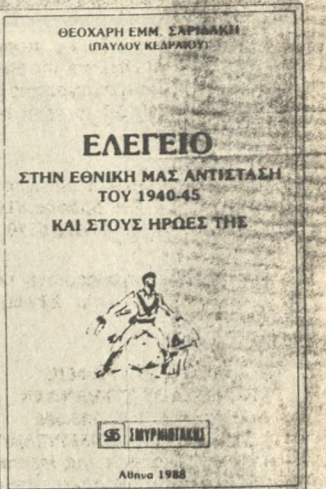 ΘΕΟΧΑΡΗ ΕΜΜ. ΣΑΡΙΔΑΚΗ
(ΠΑΥΛΟΥ ΚΕΔΡΑΙΟΥ)
ΕΛΕΓΕΙΟ
ΣΤΗΝ ΕΘΝΙΚΗ ΜΑΣ ΑΝΤΙΣΤΑΣΗ
ΤΟΥ 1940-45
ΚΑΙ ΣΤΟΥΣ ΗΡΩΕΣ ΤΗΣ
ΣΜΥΡΝΙΩΤΑΚΗΣ
Αθηνα 1988